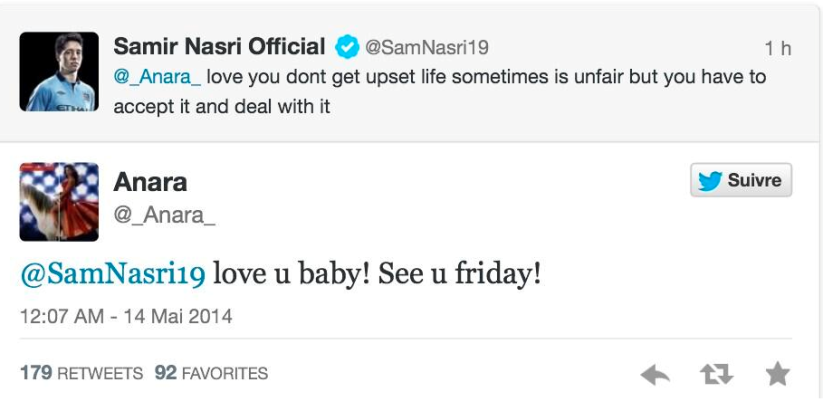 Samir Nasri Official @SamNasri19 1 h
@_Anara_ love you dont get upset life sometimes is unfair but you have to
accept it and deal with it
Anara
Suivre
@_Anara_
@SamNasri19 love u baby! See u friday!
12:07 AM - 14 Mai 2014
179 RETWEETS 92 FAVORITES